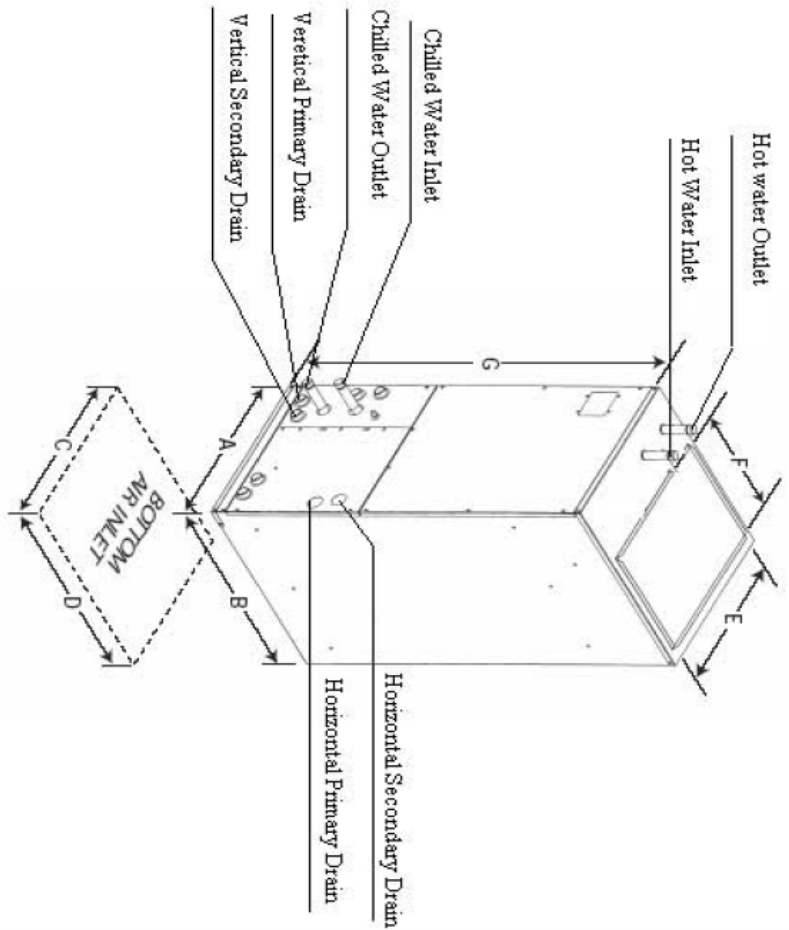 Hot water Outlet
Hot Water Inlet
Chilled Water Inlet
Chilled Water Outlet
Veretical Primary Drain
Vertical Secondary Drain
G
F
E
A
B
C
D
BOTTOM
AIR INLET
Horizontal Secondary Drain
Horizontal Primary Drain